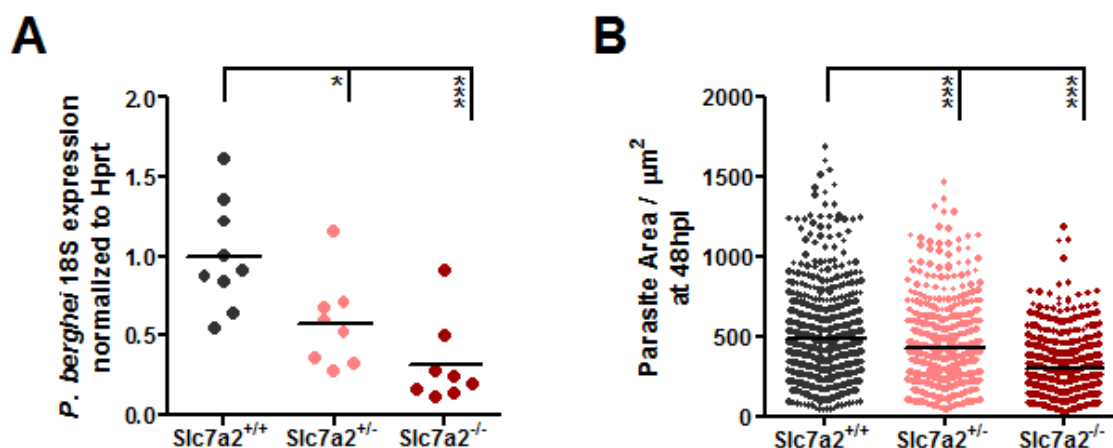 A
P. berghei 18S expression
normalized to Hprt
2.0
1.5
1.0
0.5
0.0
*
***
Slc7a2+/+
Slc7a2+/-
Slc7a2-/-
B
Parasite Area / μm2
at 48hpi
2000
1500
1000
500
0
***
***
Slc7a2+/+
Slc7a2+/-
Slc7a2-/-